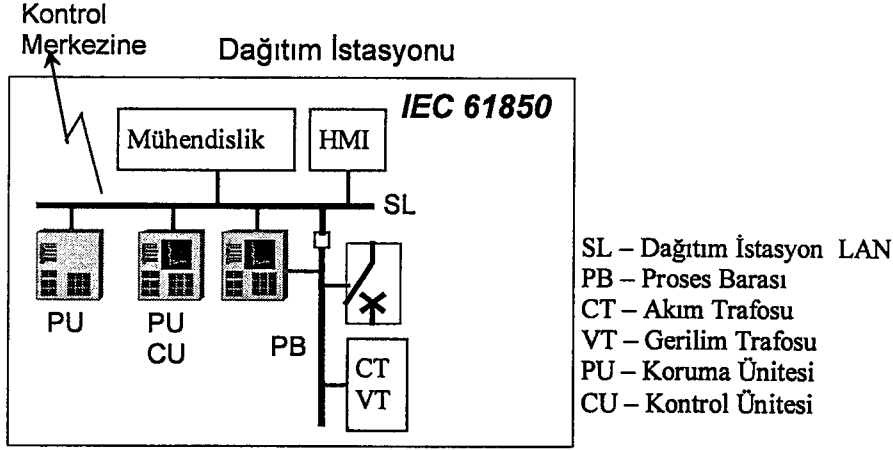 Kontrol
Merkezine
Dağıtım İstasyonu
IEC 61850
Mühendislik
HMI
SL
PU
PU
CU
PB
CT
VT
SL – Dağıtım İstasyon LAN
PB – Proses Barası
CT – Akım Trafosu
VT – Gerilim Trafosu
PU – Koruma Ünitesi
CU – Kontrol Ünitesi